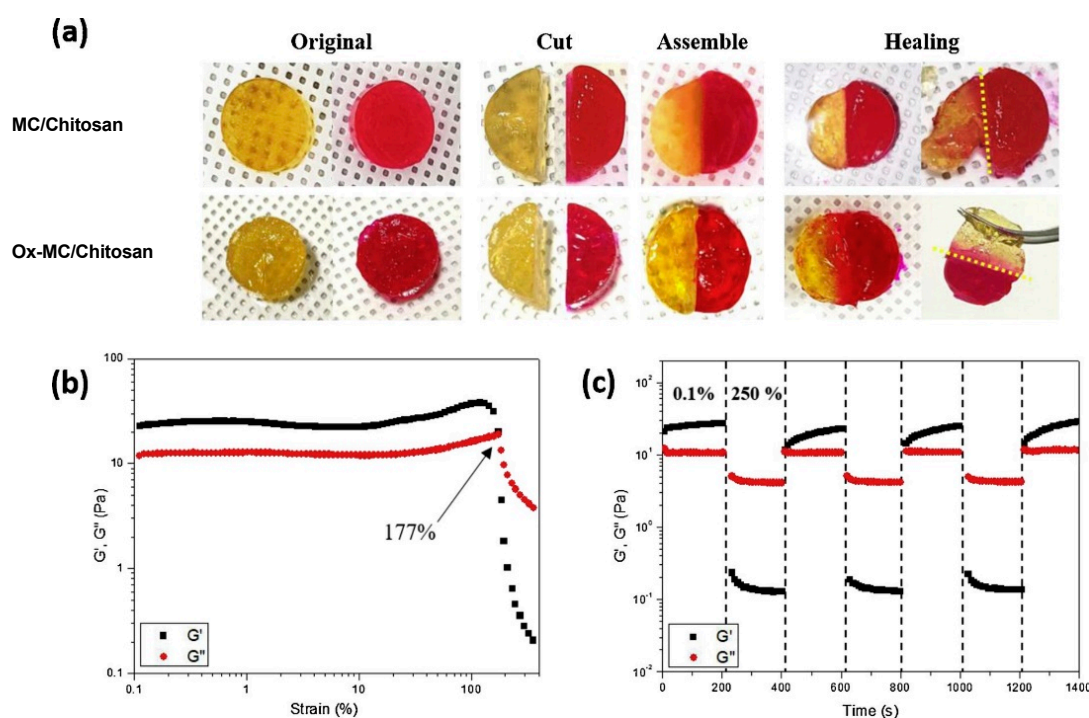 (a)
Original Cut Assemble Healing
MC/Chitosan
Ox-MC/Chitosan
(b)
100
10
1
0.1
G', G'' (Pa)
177%
G'
G''
0.1 1 10 100
Strain (%)
(c)
10²
10¹
10⁰
10⁻¹
10⁻²
G', G'' (Pa)
0.1% 250 %
G'
G''
0 200 400 600 800 1000 1200 1400
Time (s)